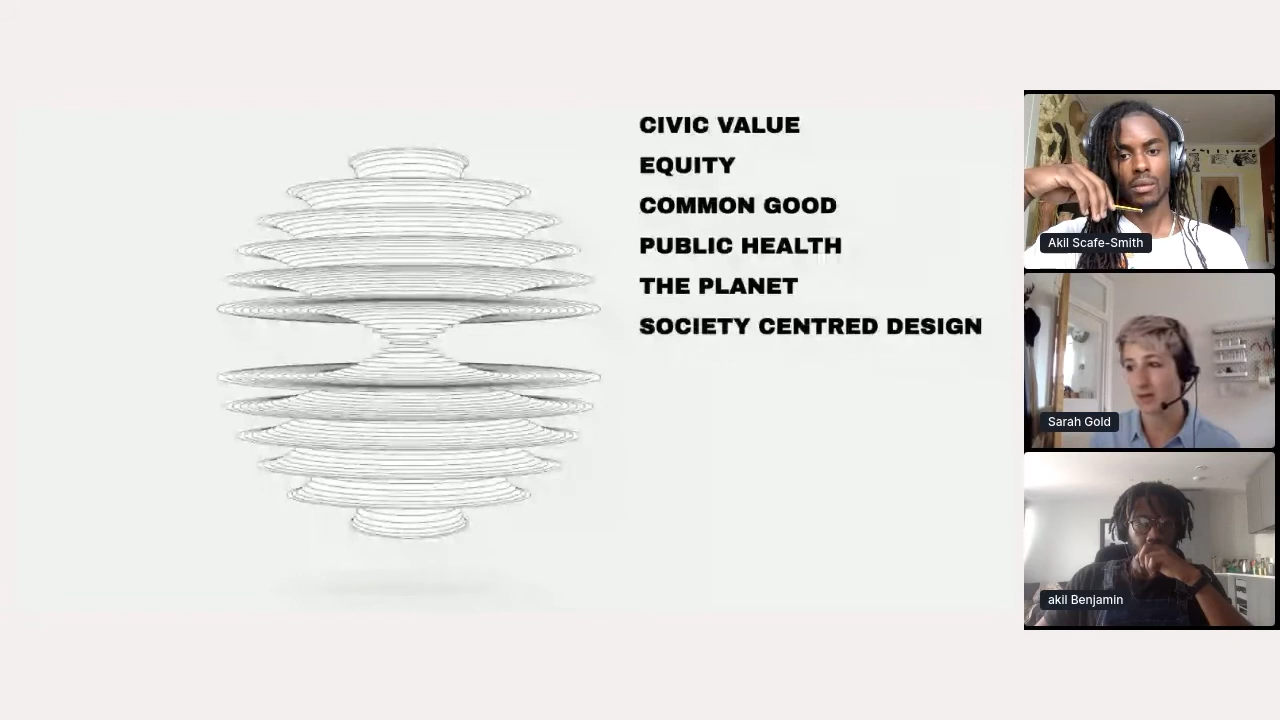 CIVIC VALUE
EQUITY
COMMON GOOD
PUBLIC HEALTH
THE PLANET
SOCIETY CENTRED DESIGN
Akil Scafe-Smith
Sarah Gold
akil Benjamin